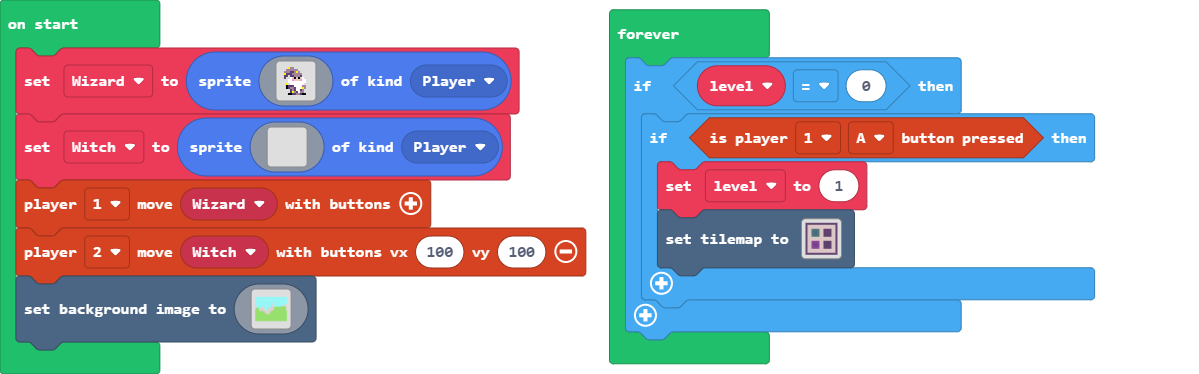 on start
set Wizard to sprite of kind Player
set Witch to sprite of kind Player
player 1 move Wizard with buttons
player 2 move Witch with buttons vx 100 vy 100
set background image to
forever
if level = 0 then
if is player 1 A button pressed then
set level to 1
set tilemap to